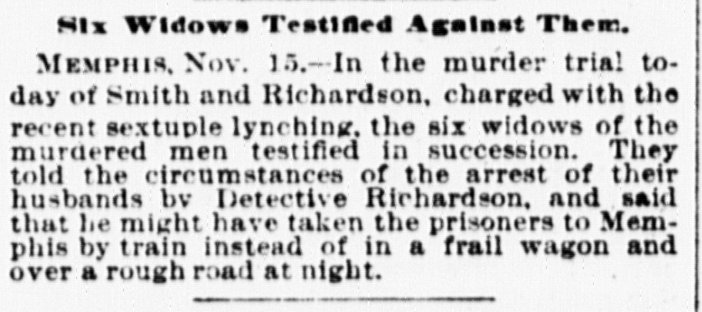 Six Widows Testified Against Them.
MEMPHIS, Nov. 15.—In the murder trial to-
day of Smith and Richardson, charged with the
recent sextuple lynching, the six widows of the
murdered men testified in succession. They
told the circumstances of the arrest of their
husbands by Detective Richardson, and said
that he might have taken the prisoners to Mem-
phis by train instead of in a frail wagon and
over a rough road at night.